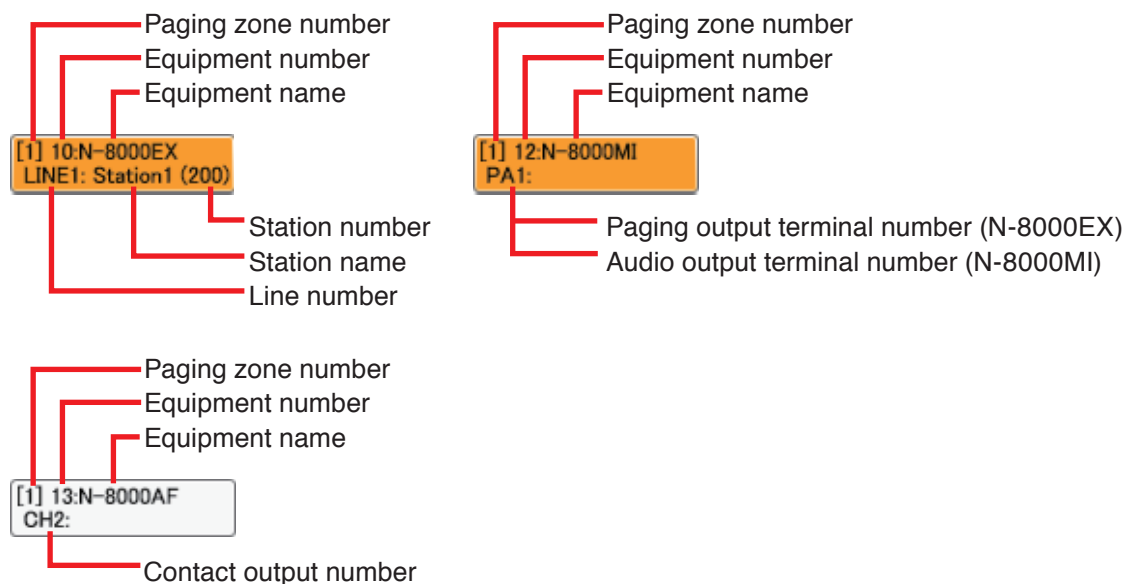 Paging zone number
Equipment number
Equipment name
[1] 10:N-8000EX
LINE1: Station1 (200)
Station number
Station name
Line number
Paging zone number
Equipment number
Equipment name
[1] 12:N-8000MI
PA1:
Paging output terminal number (N-8000EX)
Audio output terminal number (N-8000MI)
Paging zone number
Equipment number
Equipment name
[1] 13:N-8000AF
CH2:
Contact output number